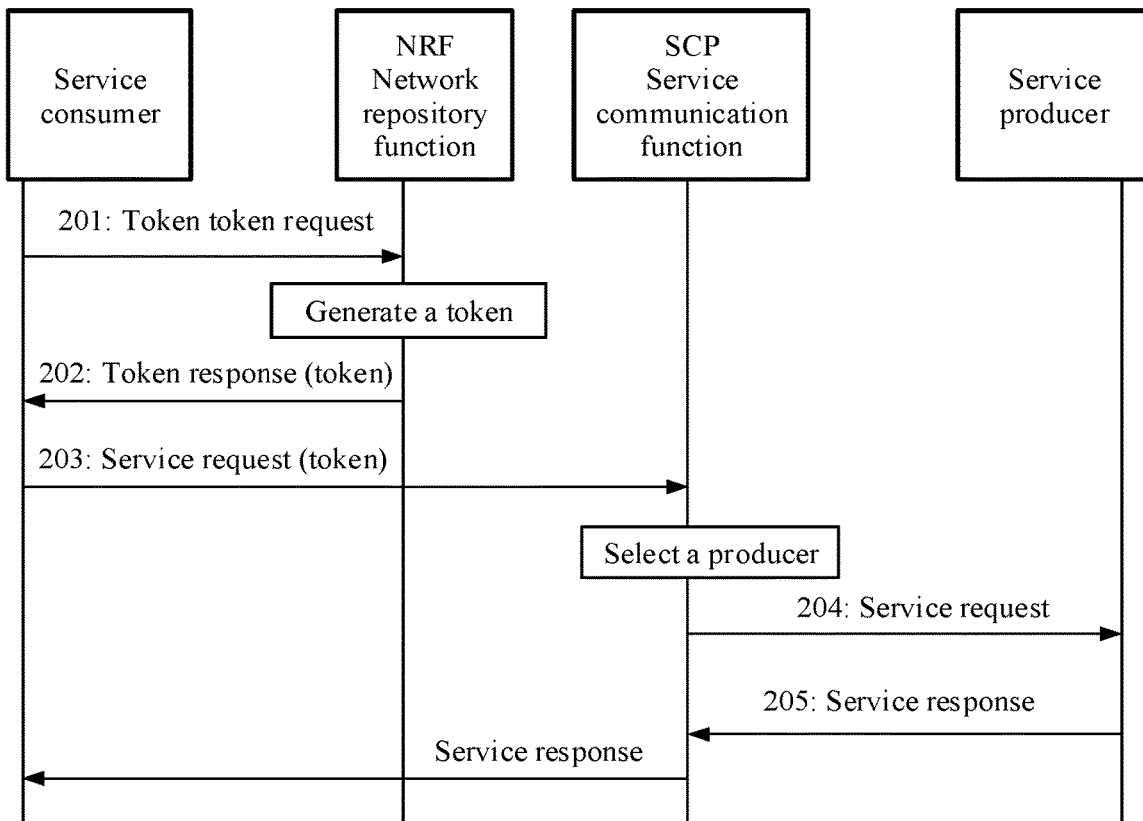 Service
consumer
NRF
Network
repository
function
SCP
Service
communication
function
Service
producer
201: Token token request
Generate a token
202: Token response (token)
203: Service request (token)
Select a producer
204: Service request
205: Service response
Service response